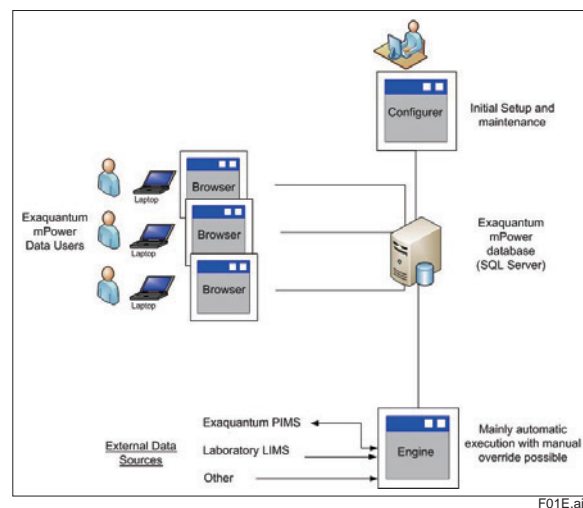 Configurer
Initial Setup and
maintenance
Browser
Laptop
Exaquantum
mPower
Data Users
Browser
Laptop
Browser
Laptop
Exaquantum
mPower
database
(SQL Server)
Exaquantum PIMS
External Data
Sources
Laboratory LIMS
Other
Engine
Mainly automatic
execution with manual
override possible
F01E.ai